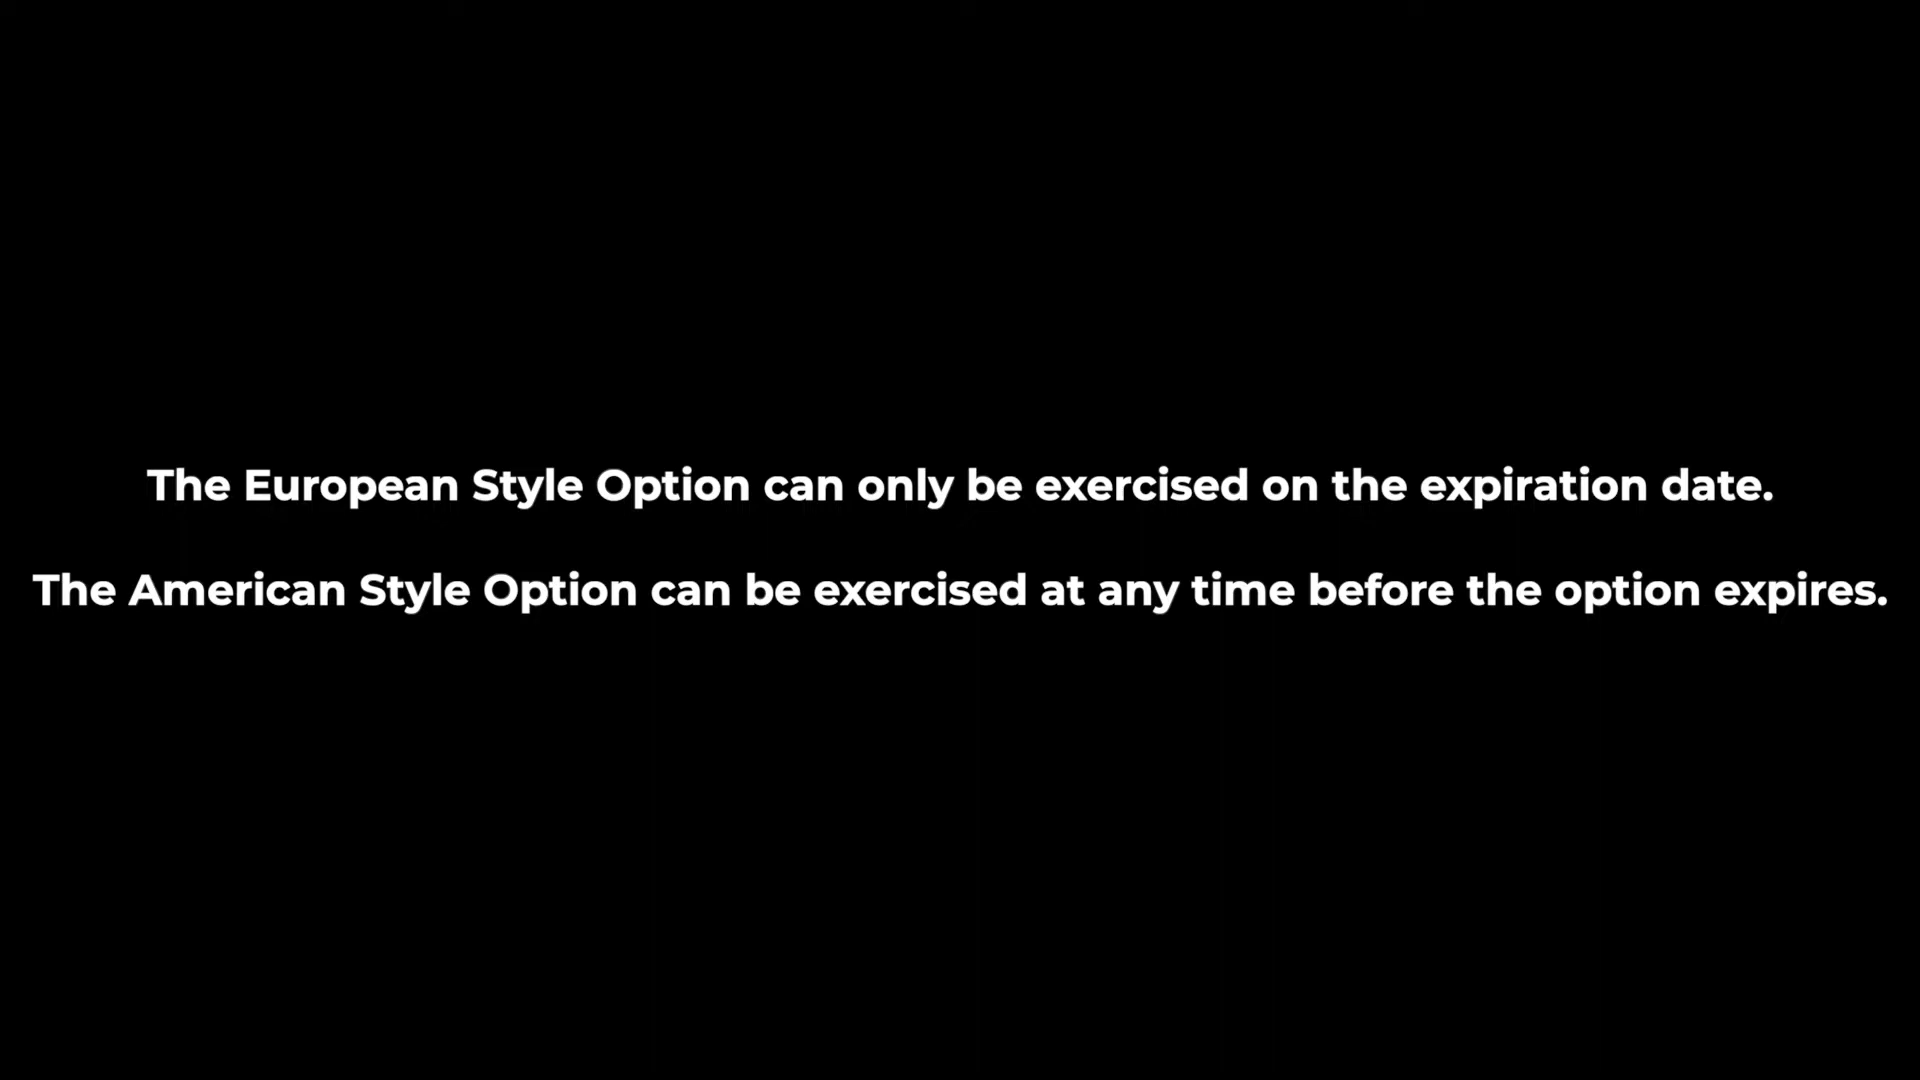 The European Style Option can only be exercised on the expiration date.
The American Style Option can be exercised at any time before the option expires.